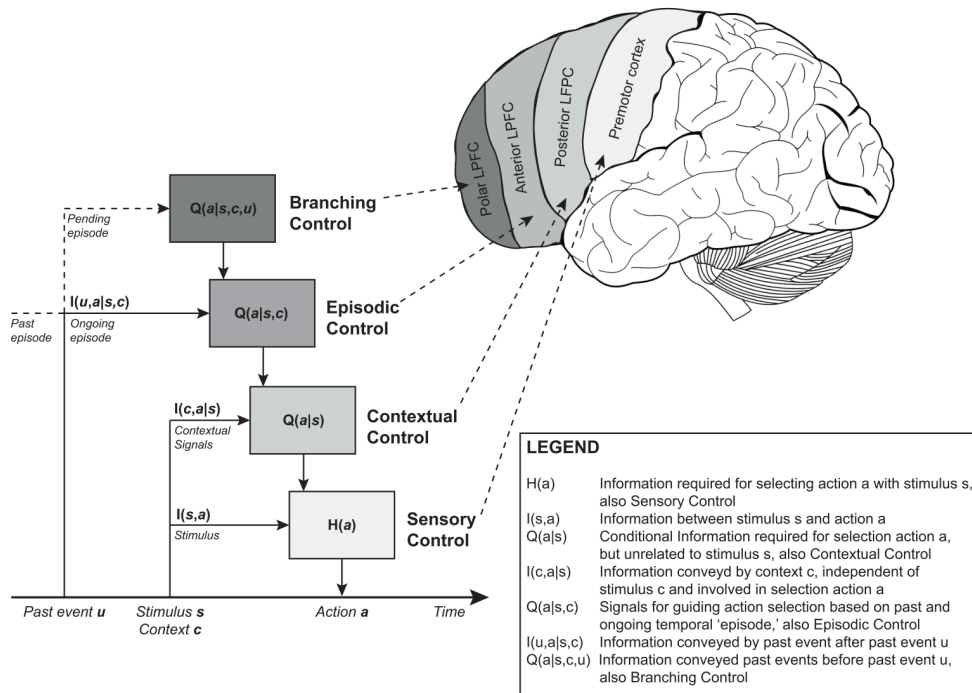 Polar LPFC
Anterior LPFC
Posterior LFPC
Premotor cortex
Q(a|s,c,u)
Branching
Control
Pending
episode
I(u,a|s,c)
Past
episode
Ongoing
episode
Q(a|s,c)
Episodic
Control
I(c,a|s)
Contextual
Signals
Q(a|s)
Contextual
Control
I(s,a)
Stimulus
H(a)
Sensory
Control
Past event u
Stimulus s
Context c
Action a
Time
LEGEND
H(a) Information required for selecting action a with stimulus s,
also Sensory Control
I(s,a) Information between stimulus s and action a
Q(a|s) Conditional Information required for selection action a,
but unrelated to stimulus s, also Contextual Control
I(c,a|s) Information conveyd by context c, independent of
stimulus c and involved in selection action a
Q(a|s,c) Signals for guiding action selection based on past and
ongoing temporal ‘episode,’ also Episodic Control
I(u,a|s,c) Information conveyed by past event after past event u
Q(a|s,c,u) Information conveyed past events before past event u,
also Branching Control